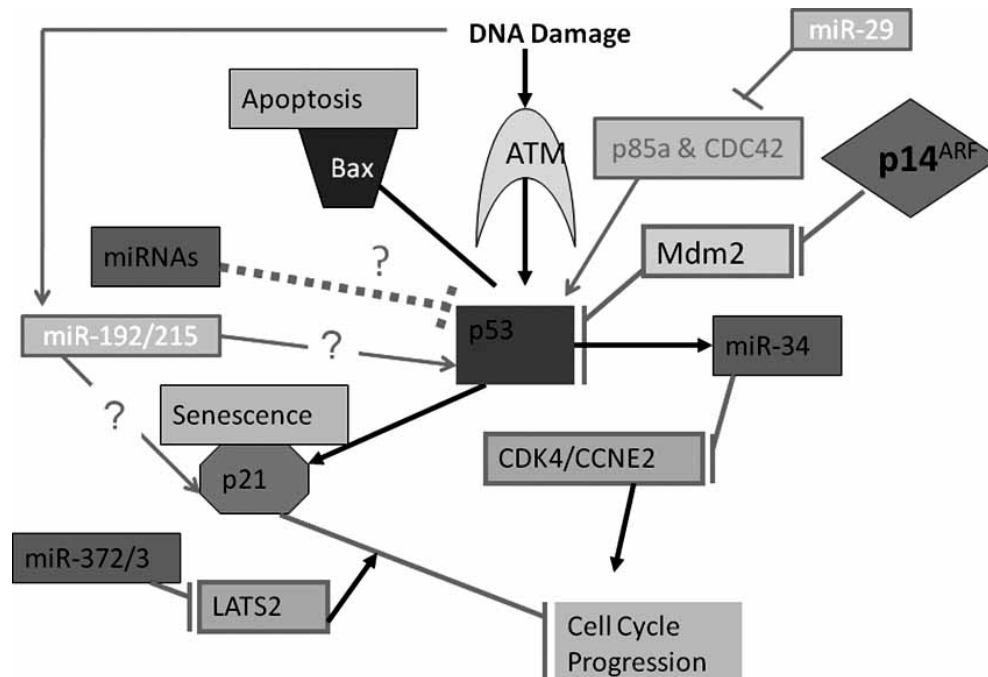 DNA Damage
miR-29
Apoptosis
ATM
p85a & CDC42
p14ARF
Bax
Mdm2
miRNAs
?
p53
miR-192/215
?
miR-34
?
Senescence
CDK4/CCNE2
p21
miR-372/3
LATS2
Cell Cycle
Progression